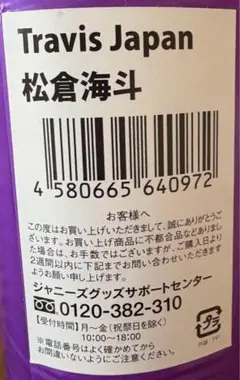 Travis Japan
松倉海斗
4 580665 640972
お客様へ
この度はお買い上げいただきまして、誠にありがとうござ
います。お買い上げ商品に不都合品などありま
したら、お手数ではございますが、ご購入日より
2週間以内に下記までお問い合わせいただきます
ようお願い申し上げます。
ジャニーズグッズサポートセンター
0120-382-310
【受付時間】月~金(祝祭日を除く)
10:00~18:00
※電話番号はよく確かめてから
お間違いないようにご注意ください。
プラ